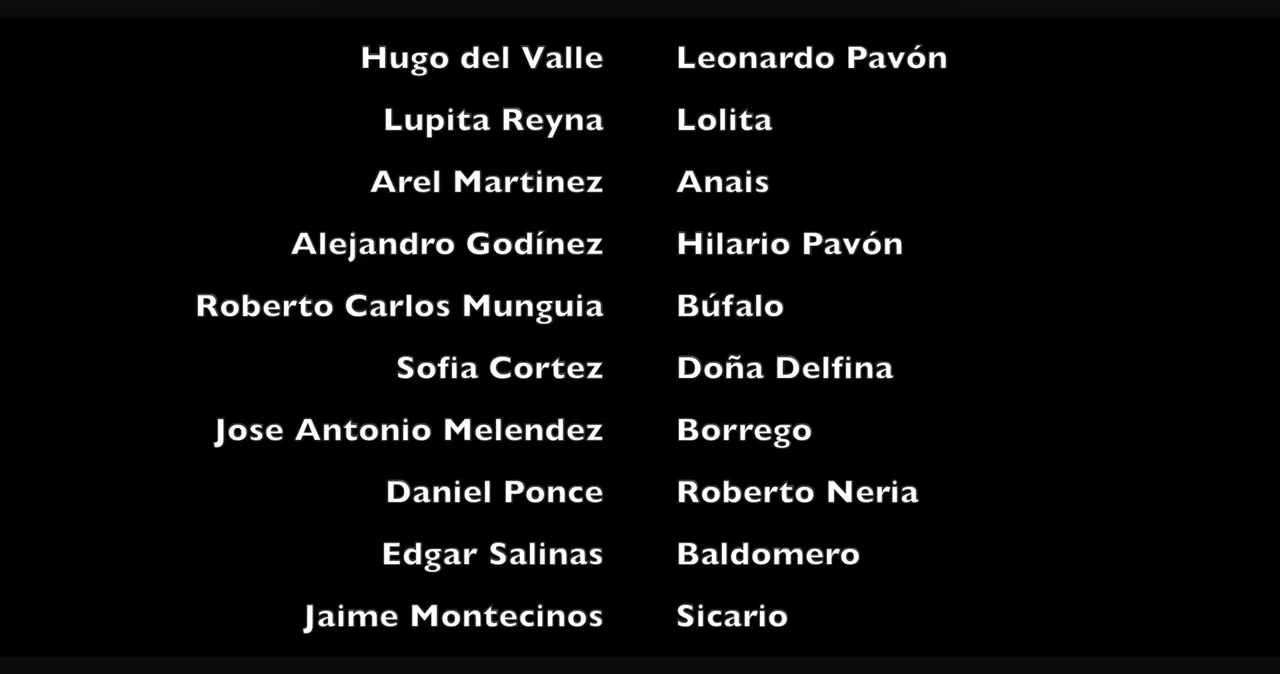 Hugo del Valle Leonardo Pavón
Lupita Reyna Lolita
Arel Martinez Anais
Alejandro Godínez Hilario Pavón
Roberto Carlos Munguia Búfalo
Sofia Cortez Doña Delfina
Jose Antonio Melendez Borrego
Daniel Ponce Roberto Neria
Edgar Salinas Baldomero
Jaime Montecinos Sicario